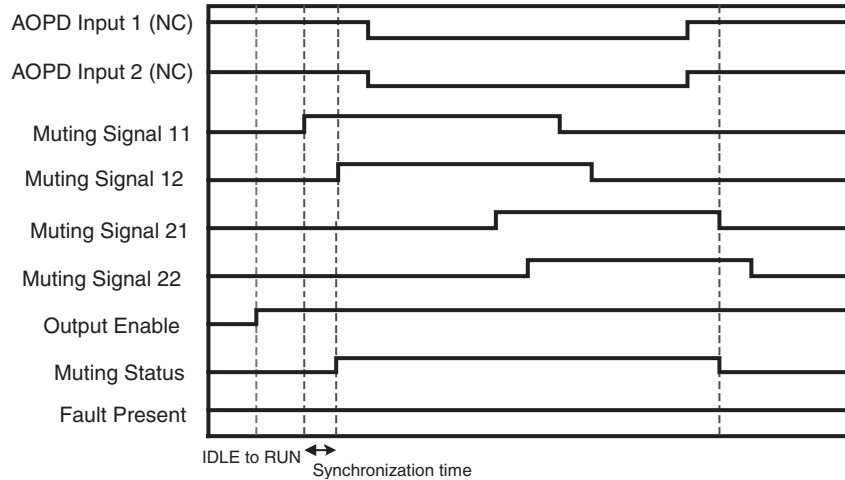 AOPD Input 1 (NC)
AOPD Input 2 (NC)
Muting Signal 11
Muting Signal 12
Muting Signal 21
Muting Signal 22
Output Enable
Muting Status
Fault Present
IDLE to RUN
Synchronization time